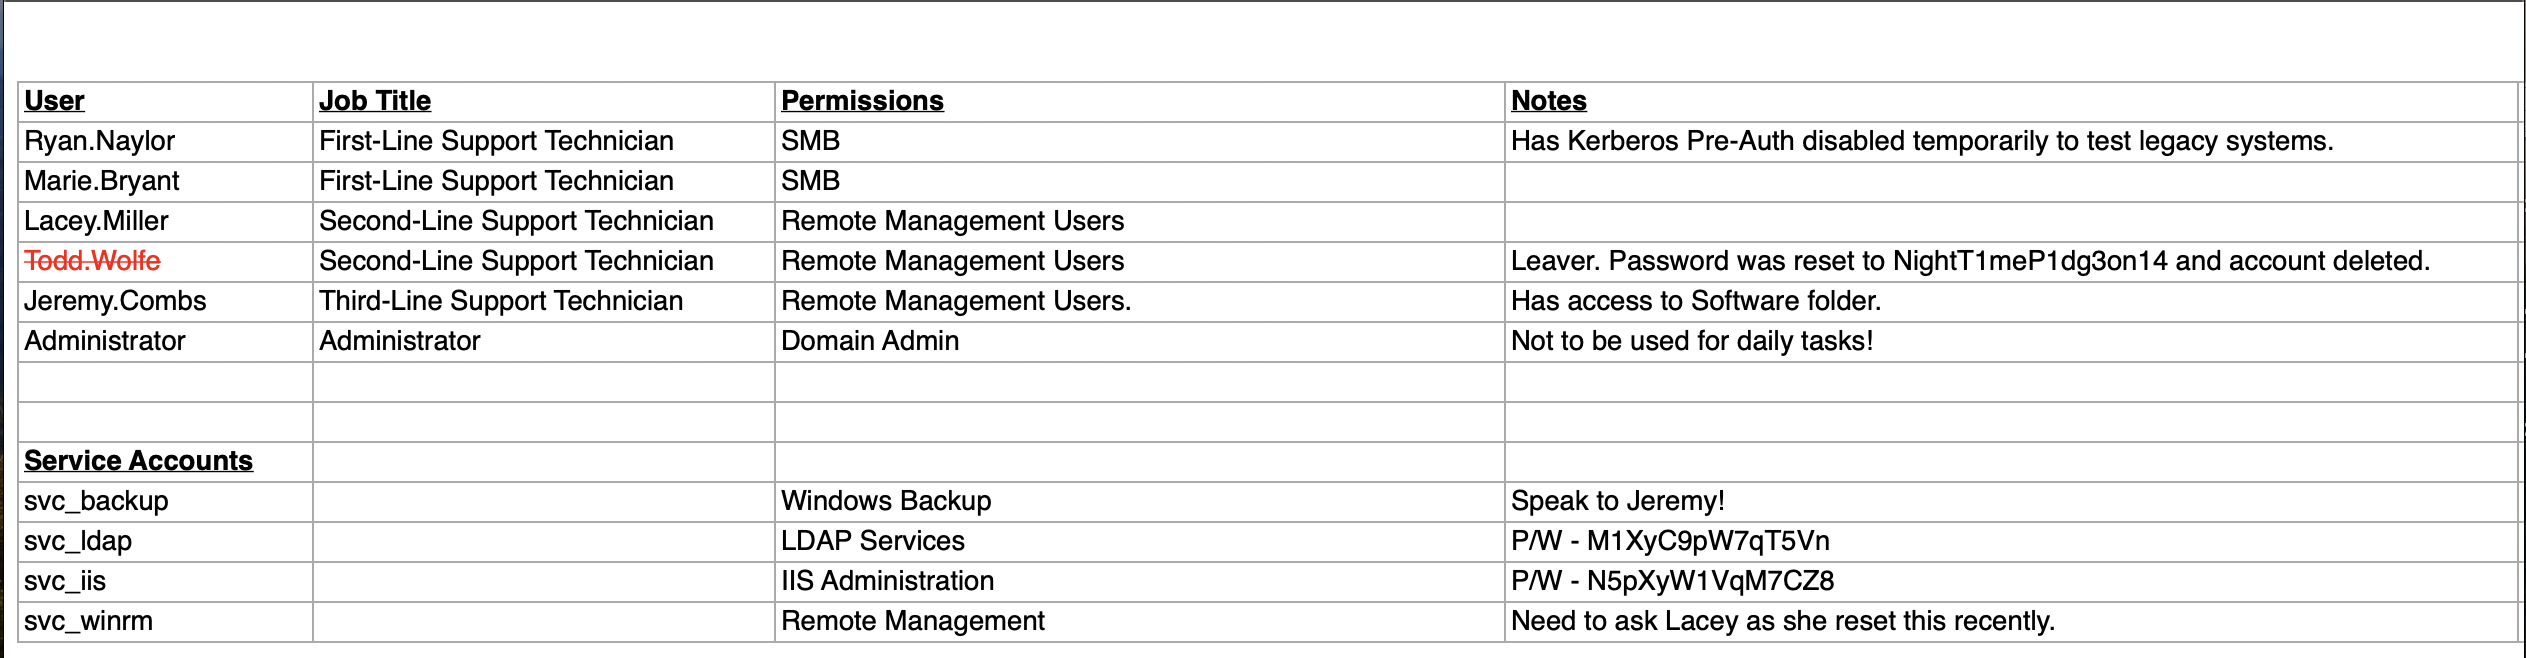 User Job Title Permissions Notes
Ryan.Naylor First-Line Support Technician SMB Has Kerberos Pre-Auth disabled temporarily to test legacy systems.
Marie.Bryant First-Line Support Technician SMB
Lacey.Miller Second-Line Support Technician Remote Management Users
Todd.Wolfe Second-Line Support Technician Remote Management Users Leaver. Password was reset to NightT1meP1dg3on14 and account deleted.
Jeremy.Combs Third-Line Support Technician Remote Management Users. Has access to Software folder.
Administrator Administrator Domain Admin Not to be used for daily tasks!
Service Accounts
svc_backup Windows Backup Speak to Jeremy!
svc_ldap LDAP Services P/W - M1XyC9pW7qT5Vn
svc_iis IIS Administration P/W - N5pXyW1VqM7CZ8
svc_winrm Remote Management Need to ask Lacey as she reset this recently.